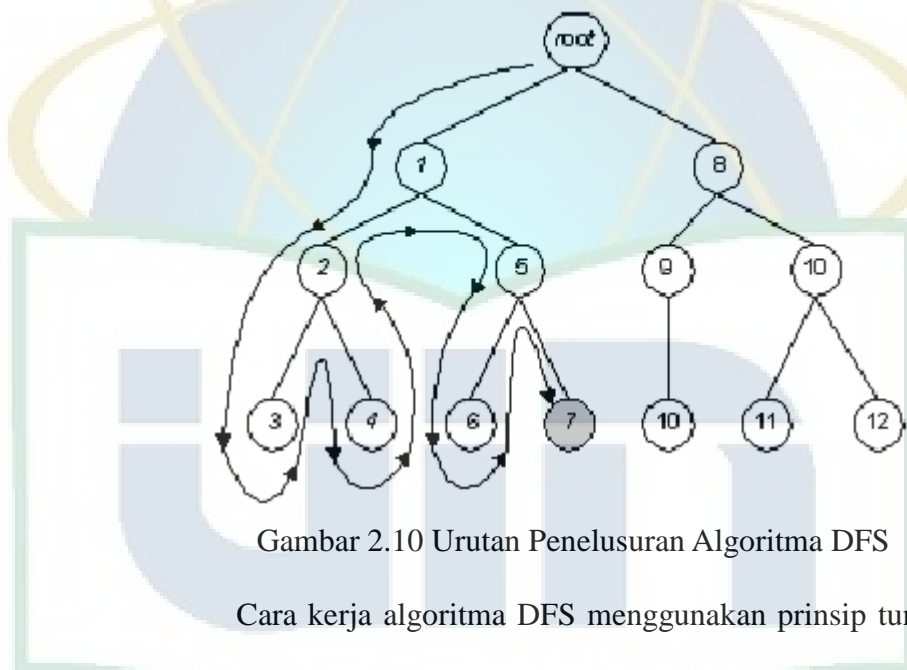 root
1 8
2 5 9 10
3 4 6 7 10 11 12
Gambar 2.10 Urutan Penelusuran Algoritma DFS
Cara kerja algoritma DFS menggunakan prinsip